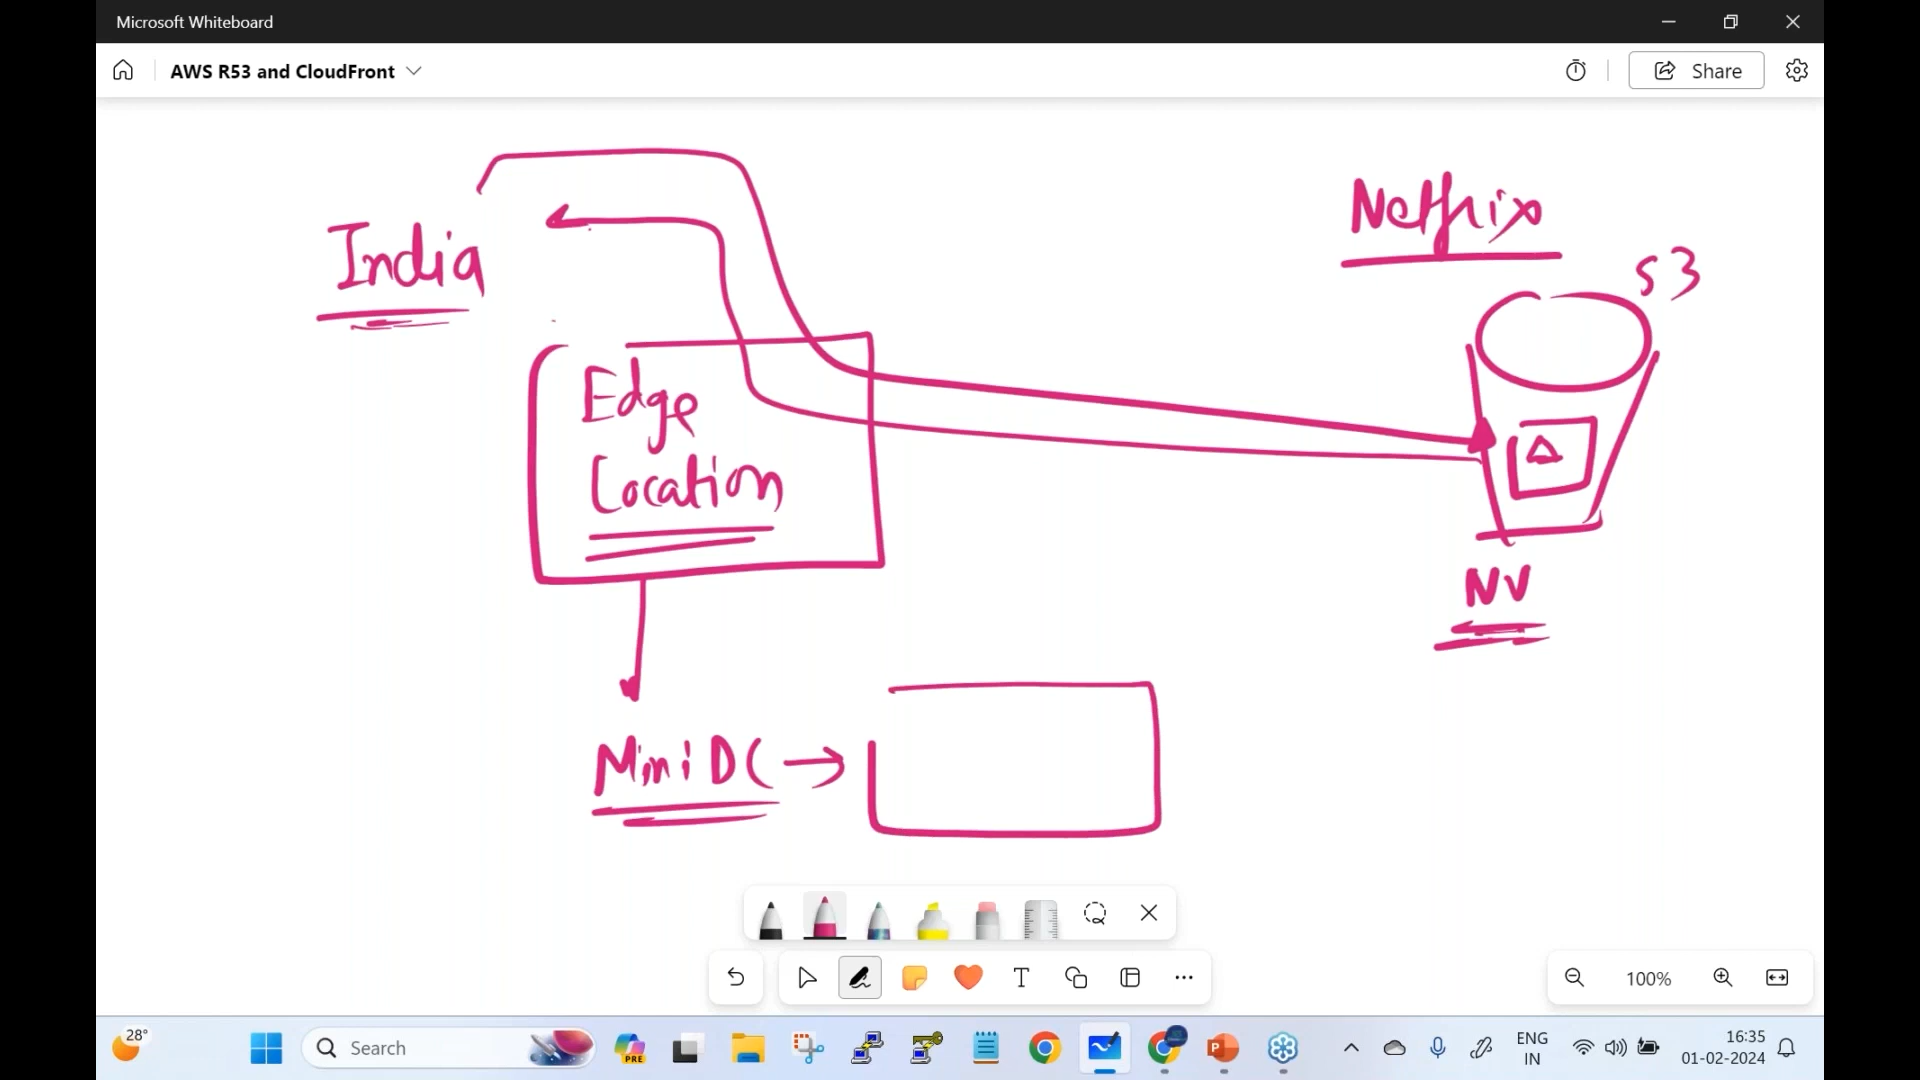 Microsoft Whiteboard
AWS R53 and CloudFront
Share
India
Netflix
S3
Edge
Location
NV
Mini DC
100%
28°
Search
PRE
ENG
IN
16:35
01-02-2024